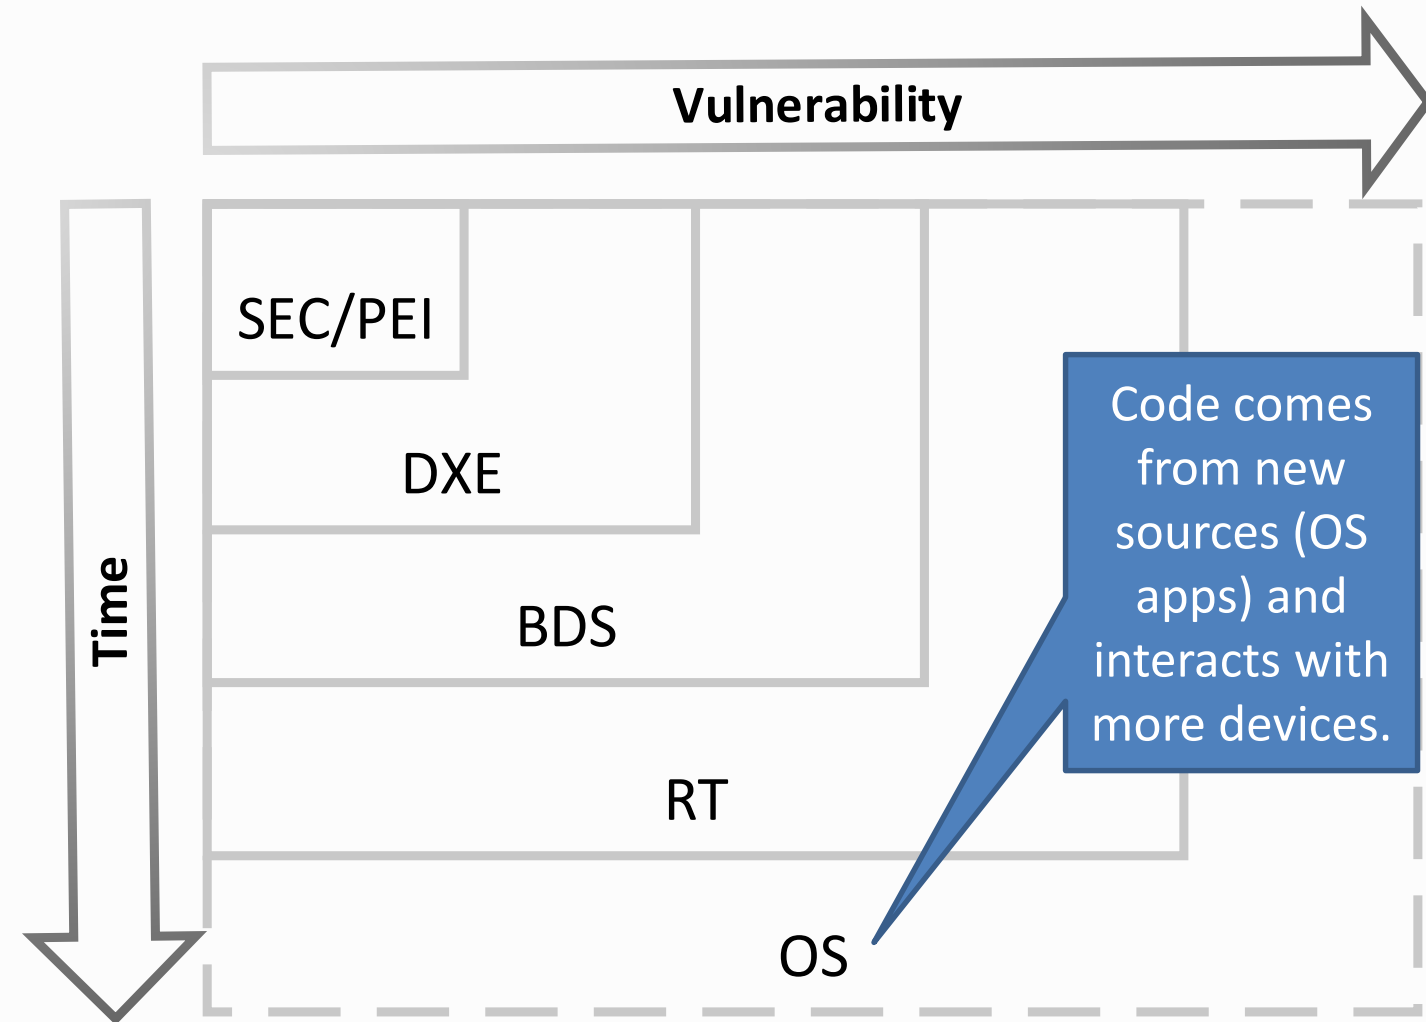 Vulnerability
Time
SEC/PEI
DXE
BDS
RT
OS
Code comes
from new
sources (OS
apps) and
interacts with
more devices.